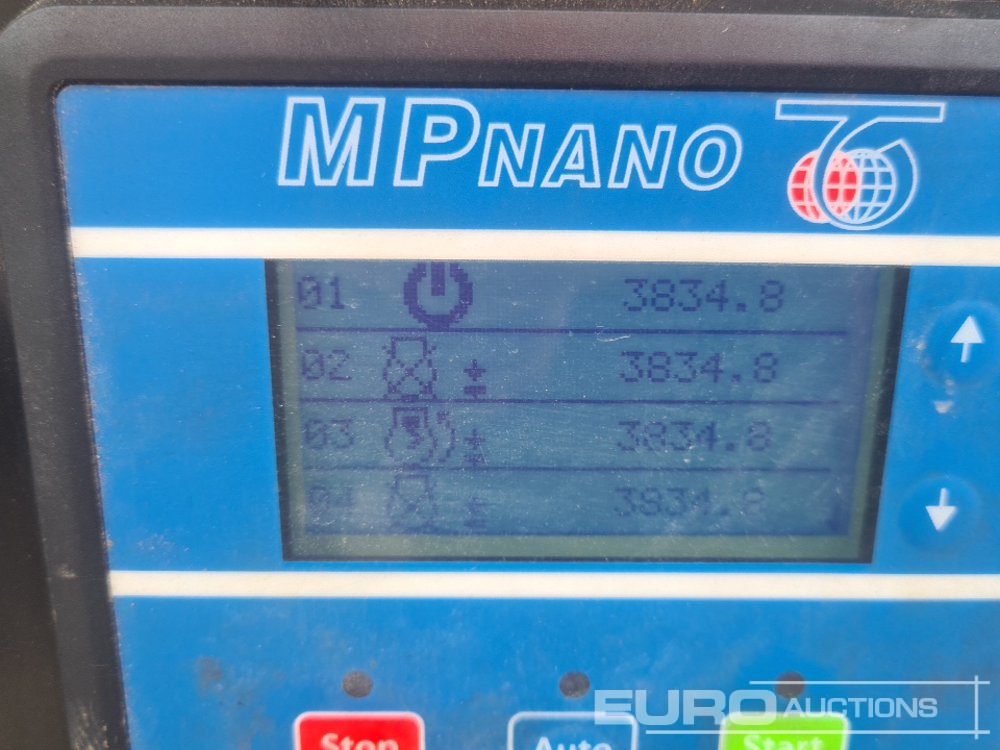 MPNANO
01 3834.8
02 ± 3834.8
03 ± 3834.8
04 ± 3834.8
Stop Auto Start
EURO AUCTIONS